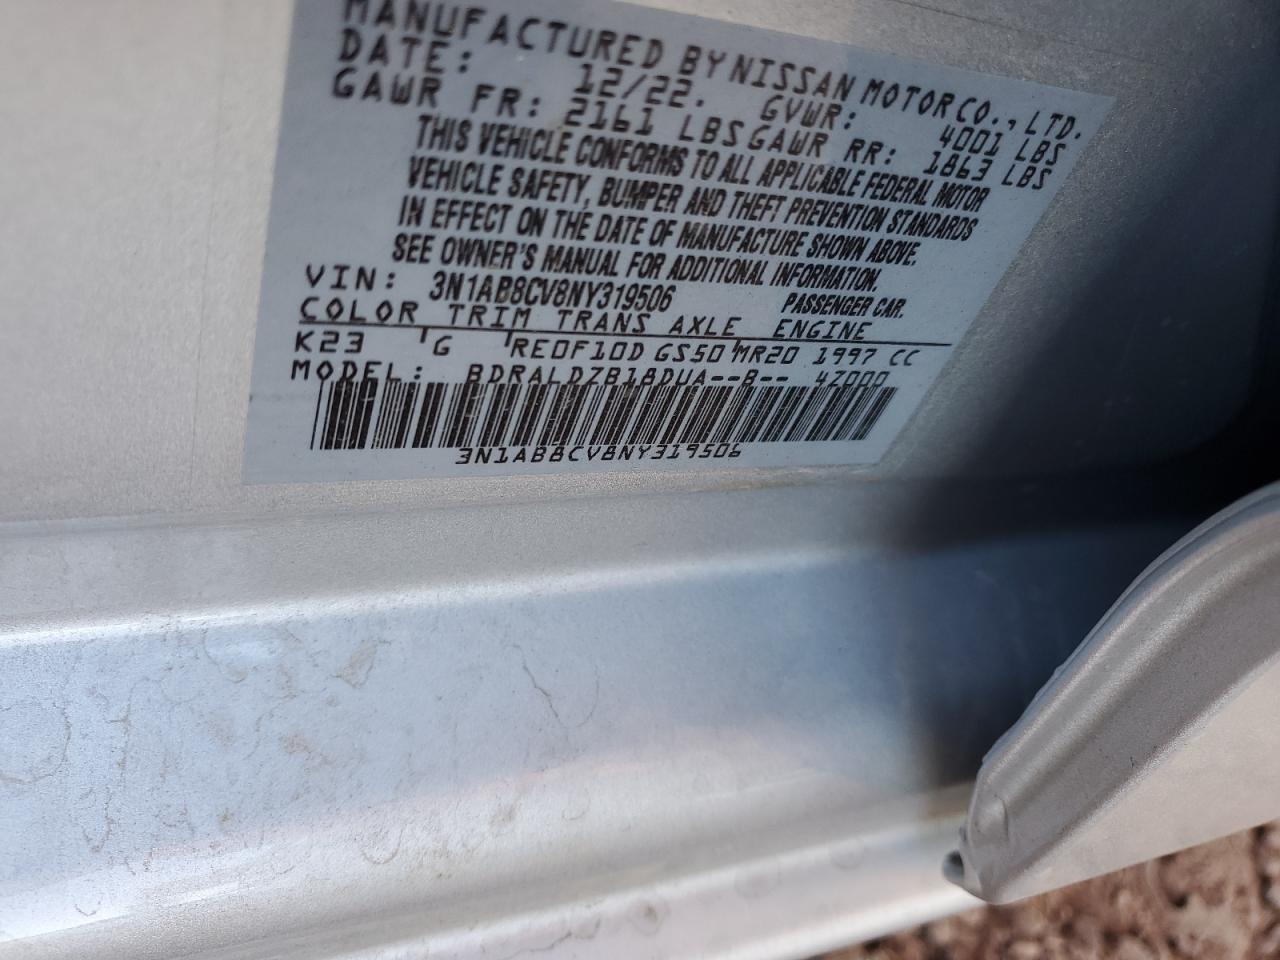 MANUFACTURED BY NISSAN MOTOR CO., LTD.
DATE: 12/22. GVWR: 4001 LBS
GAWR FR: 2161 LBS GAWR RR: 1863 LBS
THIS VEHICLE CONFORMS TO ALL APPLICABLE FEDERAL MOTOR
VEHICLE SAFETY, BUMPER AND THEFT PREVENTION STANDARDS
IN EFFECT ON THE DATE OF MANUFACTURE SHOWN ABOVE.
SEE OWNER'S MANUAL FOR ADDITIONAL INFORMATION.
VIN: 3N1AB8CV8NY319506 PASSENGER CAR.
COLOR TRIM TRANS AXLE ENGINE
K23 G RE0F10D GS50 MR20 1997 CC
MODEL: BDRALDZB18DUA--B-- 4Z000
3N1AB8CV8NY319506